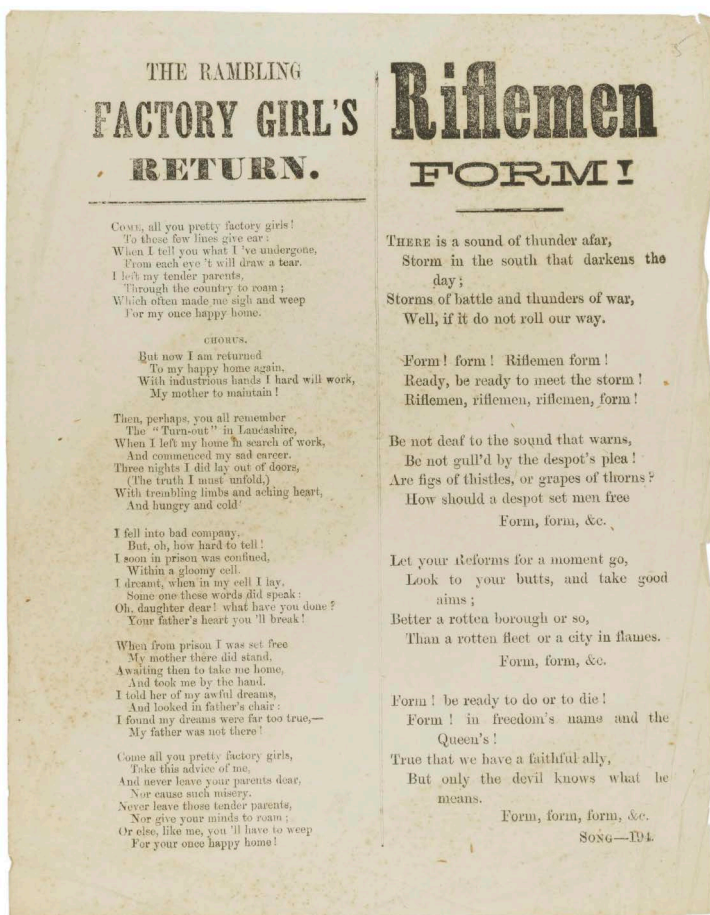 5
THE RAMBLING
FACTORY GIRL'S
RETURN.
COME, all you pretty factory girls!
To these few lines give ear:
When I tell you what I 've undergone,
From each eye 't will draw a tear.
I left my tender parents,
Through the country to roam;
Which often made me sigh and weep
For my once happy home.
CHORUS.
But now I am returned
To my happy home again,
With industrious hands I hard will work,
My mother to maintain!
Then, perhaps, you all remember
The "Turn-out" in Lancashire,
When I left my home in search of work,
And commenced my sad career.
Three nights I did lay out of doors,
(The truth I must unfold,)
With trembling limbs and aching heart,
And hungry and cold!
I fell into bad company,
But, oh, how hard to tell!
I soon in prison was confined,
Within a gloomy cell.
I dreamt, when in my cell I lay,
Some one these words did speak:
Oh, daughter dear! what have you done?
Your father's heart you 'll break!
When from prison I was set free
My mother there did stand,
Awaiting then to take me home,
And took me by the hand.
I told her of my awful dreams,
And looked in father's chair:
I found my dreams were far too true,—
My father was not there!
Come all you pretty factory girls,
Take this advice of me,
And never leave your parents dear,
Nor cause such misery.
Never leave those tender parents,
Nor give your minds to roam;
Or else, like me, you 'll have to weep
For your once happy home!
Riflemen
FORM!
THERE is a sound of thunder afar,
Storm in the south that darkens the
day;
Storms of battle and thunders of war,
Well, if it do not roll our way.
Form! form! Riflemen form!
Ready, be ready to meet the storm!
Riflemen, riflemen, riflemen, form!
Be not deaf to the sound that warns,
Be not gull'd by the despot's plea!
Are figs of thistles, or grapes of thorns?
How should a despot set men free
Form, form, &c.
Let your Reforms for a moment go,
Look to your butts, and take good
aims;
Better a rotten borough or so,
Than a rotten fleet or a city in flames.
Form, form, &c.
Form! be ready to do or to die!
Form! in freedom's name and the
Queen's!
True that we have a faithful ally,
But only the devil knows what he
means.
Form, form, form, &c.
SONG—194.